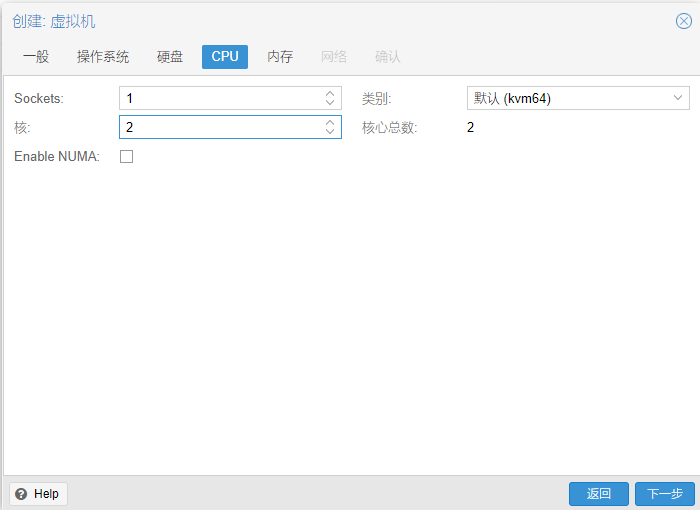 创建: 虚拟机
一般 操作系统 硬盘 CPU 内存 网络 确认
Sockets: 1 类别: 默认 (kvm64)
核: 2 核心总数: 2
Enable NUMA:
Help 返回 下一步